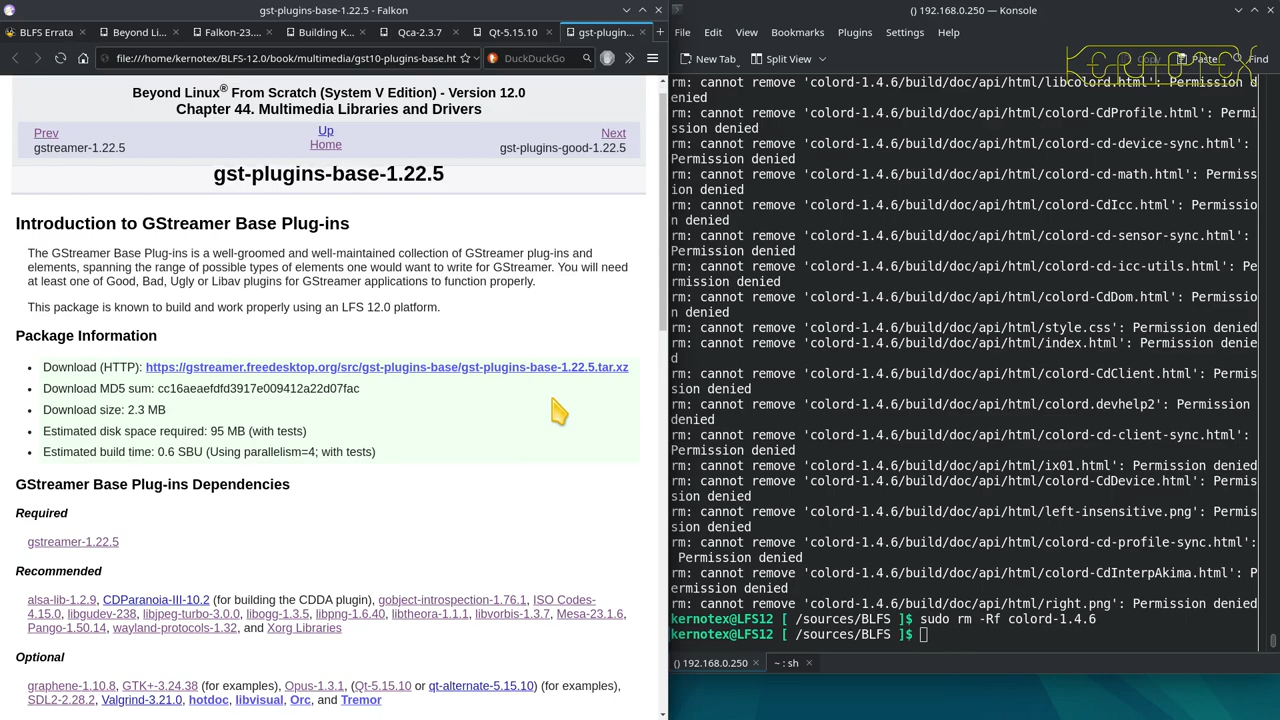 gst-plugins-base-1.22.5 - Falkon
BLFS Errata
Beyond Li...
Falkon-23....
Building K...
Qca-2.3.7
Qt-5.15.10
gst-plugin...
file:///home/kernotex/BLFS-12.0/book/multimedia/gst10-plugins-base.ht
DuckDuckGo
Beyond Linux® From Scratch (System V Edition) - Version 12.0
Chapter 44. Multimedia Libraries and Drivers
Prev
Up
Next
gstreamer-1.22.5
Home
gst-plugins-good-1.22.5
gst-plugins-base-1.22.5
Introduction to GStreamer Base Plug-ins
The GStreamer Base Plug-ins is a well-groomed and well-maintained collection of GStreamer plug-ins and
elements, spanning the range of possible types of elements one would want to write for GStreamer. You will need
at least one of Good, Bad, Ugly or Libav plugins for GStreamer applications to function properly.
This package is known to build and work properly using an LFS 12.0 platform.
Package Information
• Download (HTTP): https://gstreamer.freedesktop.org/src/gst-plugins-base/gst-plugins-base-1.22.5.tar.xz
• Download MD5 sum: cc16aeaefdfd3917e009412a22d07fac
• Download size: 2.3 MB
• Estimated disk space required: 95 MB (with tests)
• Estimated build time: 0.6 SBU (Using parallelism=4; with tests)
GStreamer Base Plug-ins Dependencies
Required
gstreamer-1.22.5
Recommended
alsa-lib-1.2.9, CDParanoia-III-10.2 (for building the CDDA plugin), gobject-introspection-1.76.1, ISO Codes-
4.15.0, libgudev-238, libjpeg-turbo-3.0.0, libogg-1.3.5, libpng-1.6.40, libtheora-1.1.1, libvorbis-1.3.7, Mesa-23.1.6,
Pango-1.50.14, wayland-protocols-1.32, and Xorg Libraries
Optional
graphene-1.10.8, GTK+-3.24.38 (for examples), Opus-1.3.1, (Qt-5.15.10 or qt-alternate-5.15.10) (for examples),
SDL2-2.28.2, Valgrind-3.21.0, hotdoc, libvisual, Orc, and Tremor
() 192.168.0.250 — Konsole
File Edit View Bookmarks Plugins Settings Help
KERNOTEX
New Tab Split View Copy Paste Find
rm: cannot remove 'colord-1.4.6/build/doc/api/html/libcolord.html': Permission d
enied
rm: cannot remove 'colord-1.4.6/build/doc/api/html/colord-CdProfile.html': Permi
ssion denied
rm: cannot remove 'colord-1.4.6/build/doc/api/html/colord-cd-device-sync.html':
Permission denied
rm: cannot remove 'colord-1.4.6/build/doc/api/html/colord-cd-math.html': Permiss
ion denied
rm: cannot remove 'colord-1.4.6/build/doc/api/html/colord-CdIcc.html': Permissio
n denied
rm: cannot remove 'colord-1.4.6/build/doc/api/html/colord-cd-sensor-sync.html':
Permission denied
rm: cannot remove 'colord-1.4.6/build/doc/api/html/colord-cd-icc-utils.html': Pe
rmission denied
rm: cannot remove 'colord-1.4.6/build/doc/api/html/colord-CdDom.html': Permissio
n denied
rm: cannot remove 'colord-1.4.6/build/doc/api/html/style.css': Permission denied
rm: cannot remove 'colord-1.4.6/build/doc/api/html/index.html': Permission denie
d
rm: cannot remove 'colord-1.4.6/build/doc/api/html/colord-CdClient.html': Permis
sion denied
rm: cannot remove 'colord-1.4.6/build/doc/api/html/colord.devhelp2': Permission
denied
rm: cannot remove 'colord-1.4.6/build/doc/api/html/colord-cd-client-sync.html':
Permission denied
rm: cannot remove 'colord-1.4.6/build/doc/api/html/ix01.html': Permission denied
rm: cannot remove 'colord-1.4.6/build/doc/api/html/colord-CdDevice.html': Permis
sion denied
rm: cannot remove 'colord-1.4.6/build/doc/api/html/left-insensitive.png': Permis
sion denied
rm: cannot remove 'colord-1.4.6/build/doc/api/html/colord-cd-profile-sync.html':
 Permission denied
rm: cannot remove 'colord-1.4.6/build/doc/api/html/colord-CdInterpAkima.html': P
ermission denied
rm: cannot remove 'colord-1.4.6/build/doc/api/html/right.png': Permission denied
kernotex@LFS12 [ /sources/BLFS ]$ sudo rm -Rf colord-1.4.6
kernotex@LFS12 [ /sources/BLFS ]$
() 192.168.0.250
~ : sh